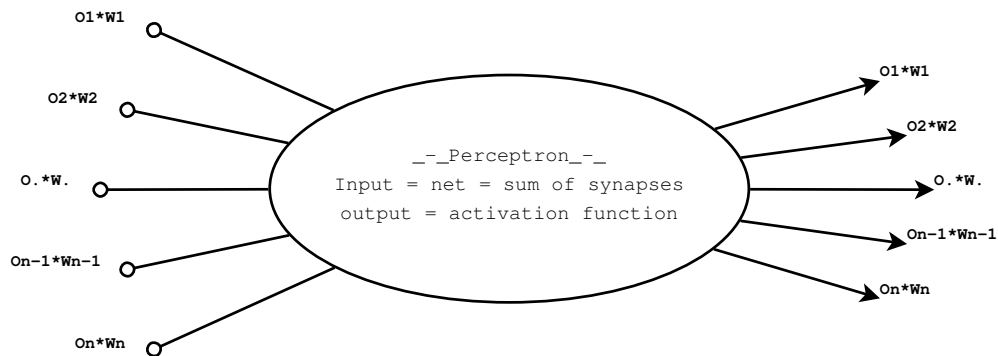 O1*W1
O2*W2
O.*W.
On-1*Wn-1
On*Wn
_-_Perceptron_-_
Input = net = sum of synapses
output = activation function
O1*W1
O2*W2
O.*W.
On-1*Wn-1
On*Wn